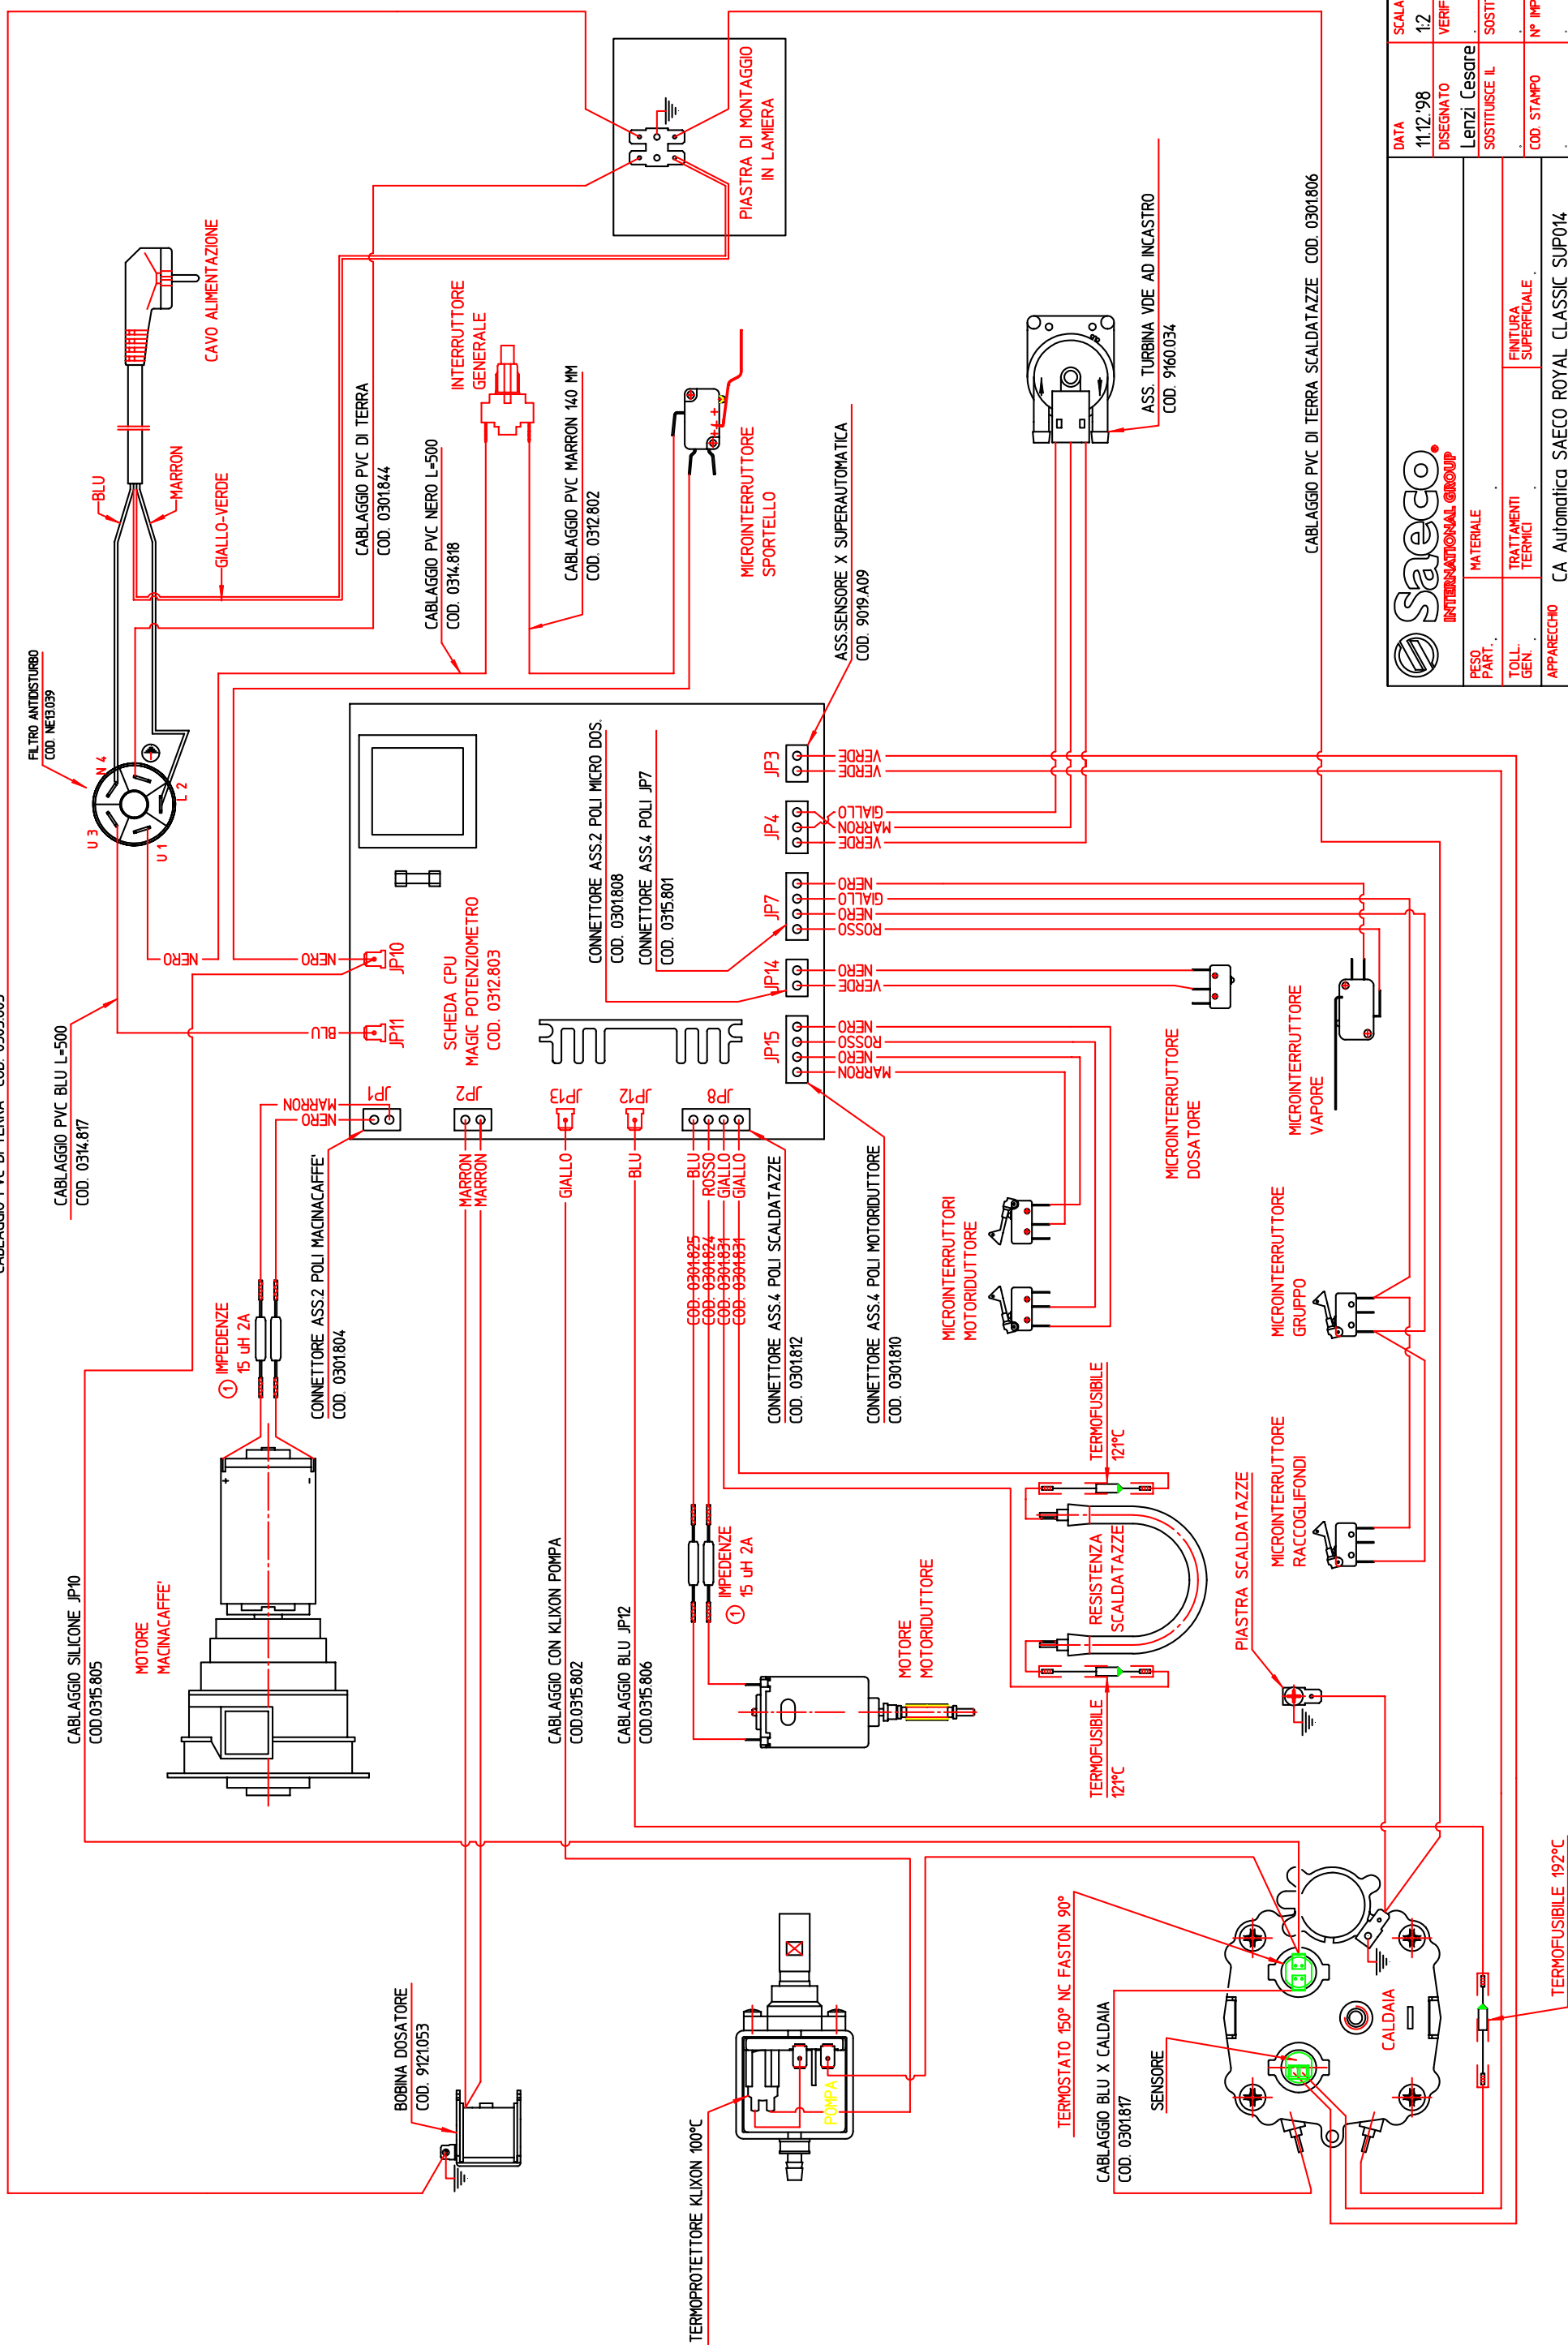 FILTRO ANTIDISTURBO
COD. NE13.039
N 4
L 2
U 3
U 1
BLU
MARRON
GIALLO-VERDE
CAVO ALIMENTAZIONE
CABLAGGIO PVC BLU L=500
COD. 0314.817
CABLAGGIO PVC DI TERRA
COD. 0301.844
PIASTRA DI MONTAGGIO
IN LAMIERA
INTERRUTTORE
GENERALE
CABLAGGIO PVC NERO L=500
COD. 0314.818
CABLAGGIO PVC MARRON 140 MM
COD. 0312.802
MICROINTERRUTTORE
SPORTELLO
NERO
NERO
BLU
JP10
JP11
SCHEDA CPU
MAGIC POTENZIOMETRO
COD. 0312.803
CONNETTORE ASS.2 POLI MICRO DOS.
COD. 0301.808
CONNETTORE ASS.4 POLI JP7
COD. 0315.801
ASS.SENSORE X SUPERAUTOMATICA
COD. 9019.A09
ASS. TURBINA VDE AD INCASTRO
COD. 9160.034
CABLAGGIO PVC DI TERRA SCALDATAZZE COD. 0301.806
JP3
VERDE
VERDE
JP4
GIALLO
MARRON
VERDE
JP7
NERO
GIALLO
NERO
ROSSO
JP14
NERO
VERDE
JP15
NERO
ROSSO
NERO
MARRON
JP1
MARRON
NERO
JP2
MARRON
MARRON
JP13
GIALLO
JP12
BLU
JP8
BLU
ROSSO
GIALLO
GIALLO
COD. 0301.825
COD. 0301.824
COD. 0301.831
COD. 0301.831
CABLAGGIO SILICONE JP10
COD.0315.805
MOTORE
MACINACAFFE'
+
-
1 IMPEDENZE
15 uH 2A
CONNETTORE ASS.2 POLI MACINACAFFE'
COD. 0301.804
CABLAGGIO CON KLIXON POMPA
COD.0315.802
CABLAGGIO BLU JP12
COD.0315.806
1 IMPEDENZE
15 uH 2A
MOTORE
MOTORIDUTTORE
CONNETTORE ASS.4 POLI SCALDATAZZE
COD. 0301.812
CONNETTORE ASS.4 POLI MOTORIDUTTORE
COD. 0301.810
MICROINTERRUTTORI
MOTORIDUTTORE
MICROINTERRUTTORE
DOSATORE
MICROINTERRUTTORE
VAPORE
MICROINTERRUTTORE
GRUPPO
MICROINTERRUTTORE
RACCOGLIFONDI
TERMOFUSIBILE
121°C
RESISTENZA
SCALDATAZZE
TERMOFUSIBILE
121°C
PIASTRA SCALDATAZZE
BOBINA DOSATORE
COD. 9121.053
TERMOPROTETTORE KLIXON 100°C
POMPA
TERMOSTATO 150° NC FASTON 90°
CABLAGGIO BLU X CALDAIA
COD. 0301.817
SENSORE
CALDAIA
TERMOFUSIBILE 192°C
Saeco
INTERNATIONAL GROUP
DATA
11.12.'98
SCALA
1:2
DISEGNATO
Lenzi Cesare
PESO
PART.
MATERIALE
SOSTITUISCE IL
TOLL.
GEN.
TRATTAMENTI
TERMICI
FINITURA
SUPERFICIALE
COD. STAMPO
APPARECCHIO
CA Automatica SAECO ROYAL CLASSIC SUP014